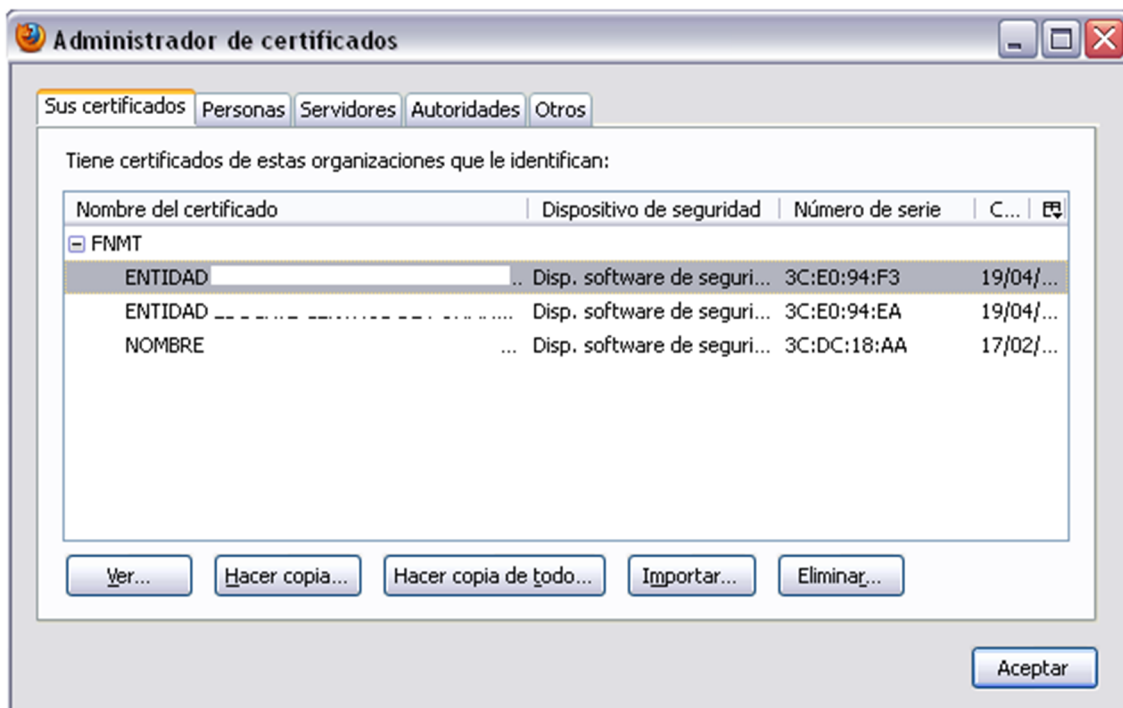 Administrador de certificados
Sus certificados Personas Servidores Autoridades Otros
Tiene certificados de estas organizaciones que le identifican:
Nombre del certificado Dispositivo de seguridad Número de serie C...
FNMT
ENTIDAD .. Disp. software de seguri... 3C:E0:94:F3 19/04/...
ENTIDAD ... Disp. software de seguri... 3C:E0:94:EA 19/04/...
NOMBRE ... Disp. software de seguri... 3C:DC:18:AA 17/02/...
Ver... Hacer copia... Hacer copia de todo... Importar... Eliminar...
Aceptar